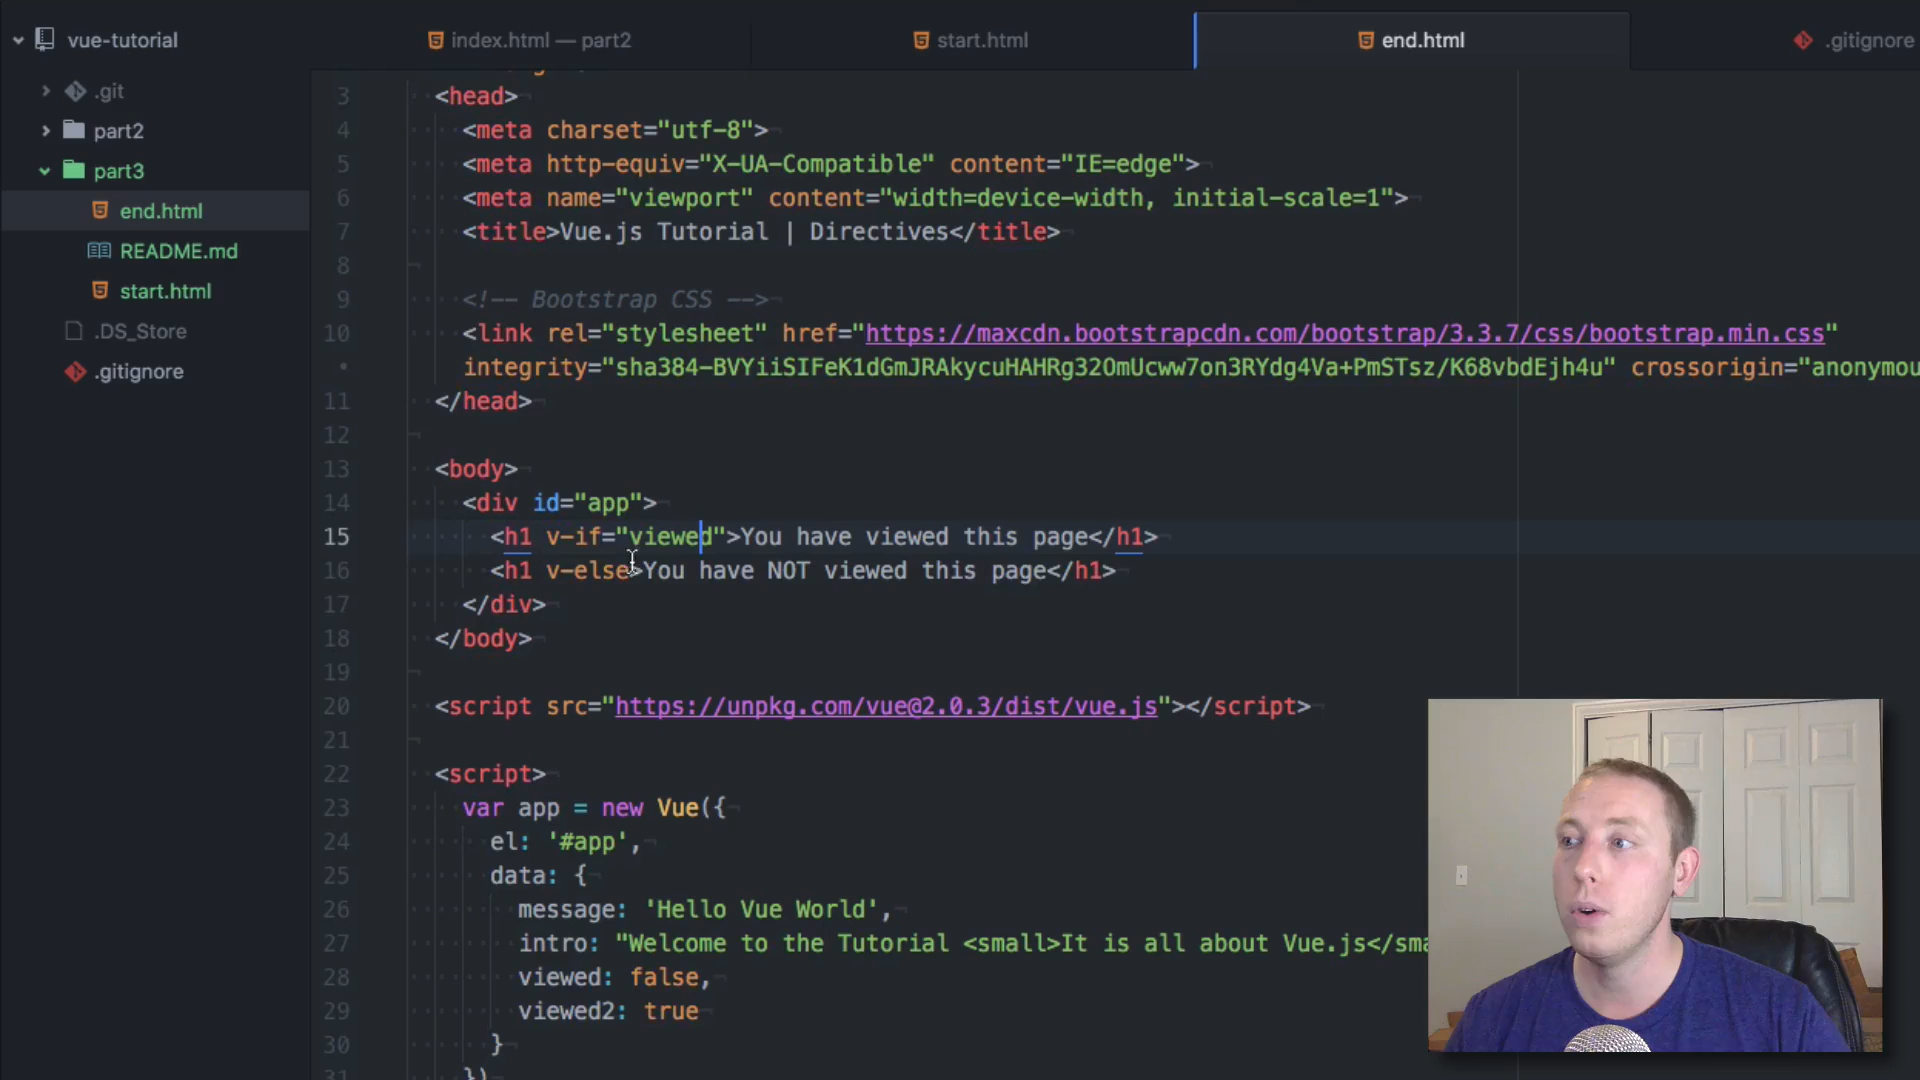 vue-tutorial
index.html — part2
start.html
end.html
.gitignore
.git
part2
part3
end.html
README.md
start.html
.DS_Store
.gitignore
3 <head>
4 <meta charset="utf-8">
5 <meta http-equiv="X-UA-Compatible" content="IE=edge">
6 <meta name="viewport" content="width=device-width, initial-scale=1">
7 <title>Vue.js Tutorial | Directives</title>
8
9 <!-- Bootstrap CSS -->
10 <link rel="stylesheet" href="https://maxcdn.bootstrapcdn.com/bootstrap/3.3.7/css/bootstrap.min.css"
• integrity="sha384-BVYiiSIFeK1dGmJRAkycuHAHRg32OmUcww7on3RYdg4Va+PmSTsz/K68vbdEjh4u" crossorigin="anonymou
11 </head>
12
13 <body>
14 <div id="app">
15 <h1 v-if="viewed">You have viewed this page</h1>
16 <h1 v-else>You have NOT viewed this page</h1>
17 </div>
18 </body>
19
20 <script src="https://unpkg.com/vue@2.0.3/dist/vue.js"></script>
21
22 <script>
23 var app = new Vue({
24 el: '#app',
25 data: {
26 message: 'Hello Vue World',
27 intro: "Welcome to the Tutorial <small>It is all about Vue.js</sma
28 viewed: false,
29 viewed2: true
30 }
31 })